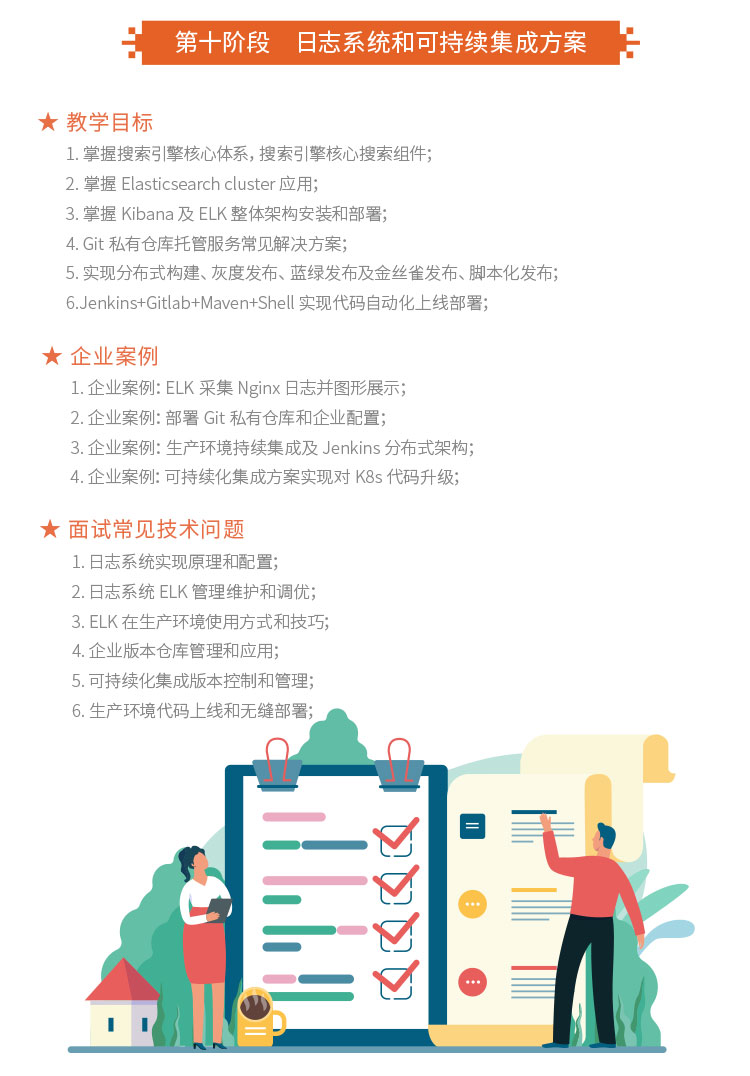 第十阶段 日志系统和可持续集成方案
★ 教学目标
1. 掌握搜索引擎核心体系，搜索引擎核心搜索组件；
2. 掌握 Elasticsearch cluster 应用；
3. 掌握 Kibana 及 ELK 整体架构安装和部署；
4. Git 私有仓库托管服务常见解决方案；
5. 实现分布式构建、灰度发布、蓝绿发布及金丝雀发布、脚本化发布；
6.Jenkins+Gitlab+Maven+Shell 实现代码自动化上线部署；
★ 企业案例
1. 企业案例：ELK 采集 Nginx 日志并图形展示；
2. 企业案例：部署 Git 私有仓库和企业配置；
3. 企业案例：生产环境持续集成及 Jenkins 分布式架构；
4. 企业案例：可持续化集成方案实现对 K8s 代码升级；
★ 面试常见技术问题
1. 日志系统实现原理和配置；
2. 日志系统 ELK 管理维护和调优；
3. ELK 在生产环境使用方式和技巧；
4. 企业版本仓库管理和应用；
5. 可持续化集成版本控制和管理；
6. 生产环境代码上线和无缝部署；